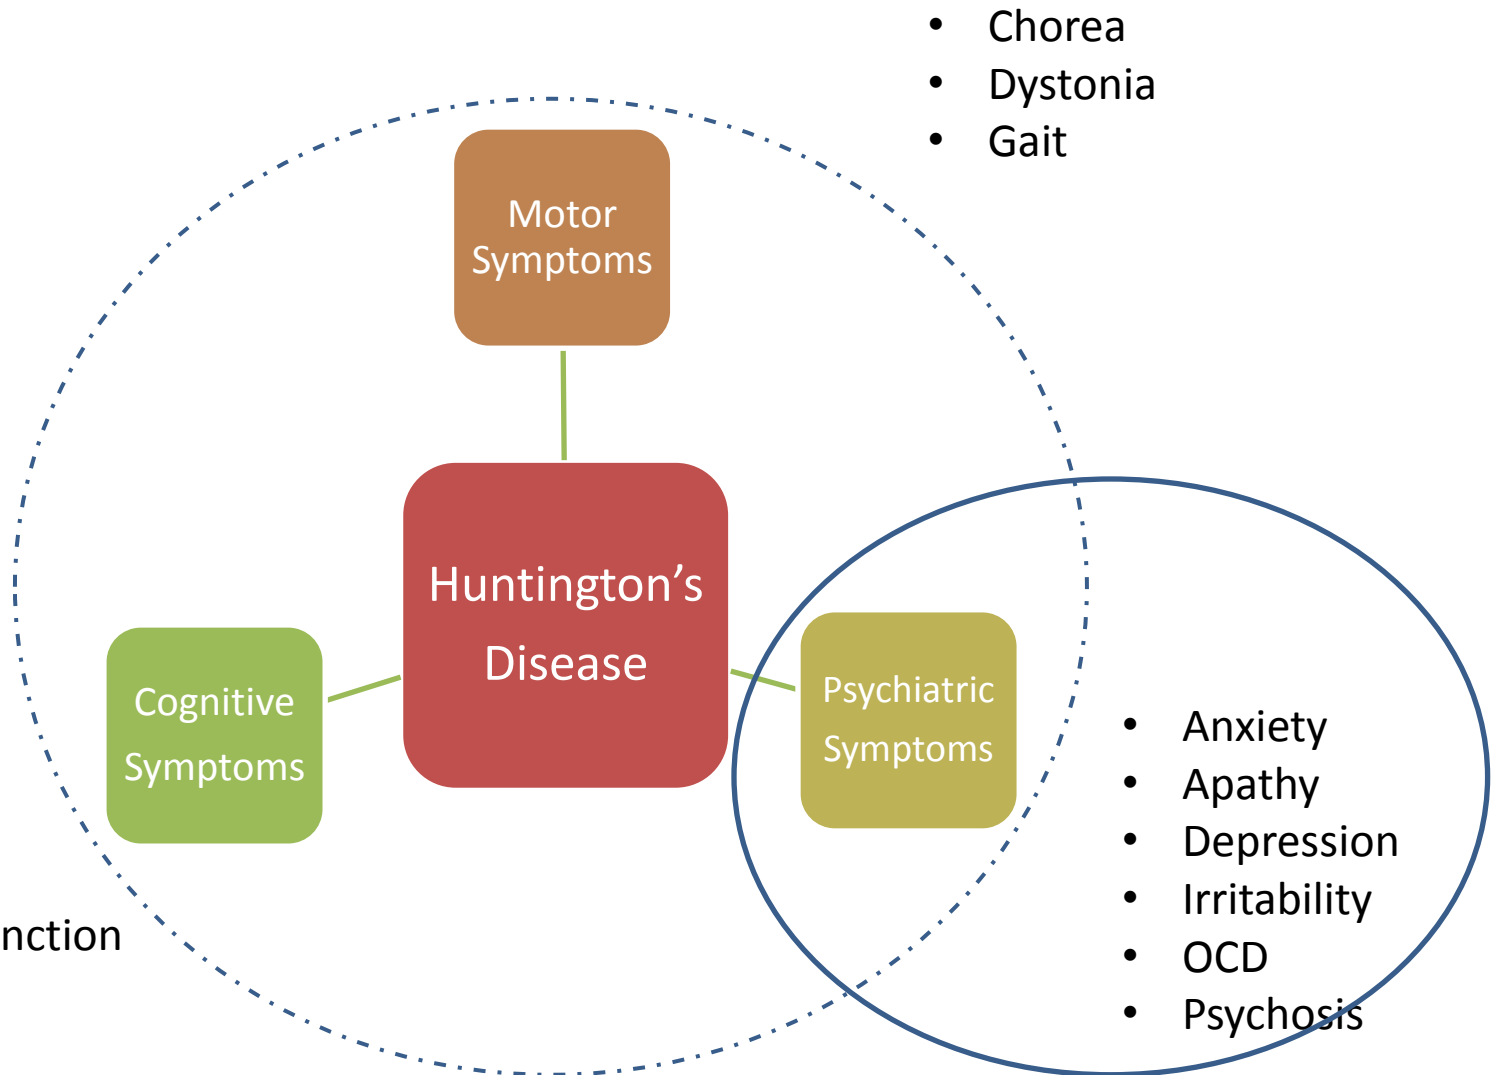 • Chorea
• Dystonia
• Gait
Motor
Symptoms
Huntington’s
Disease
Cognitive
Symptoms
Psychiatric
Symptoms
• Anxiety
• Apathy
• Depression
• Irritability
• OCD
• Psychosis
nction